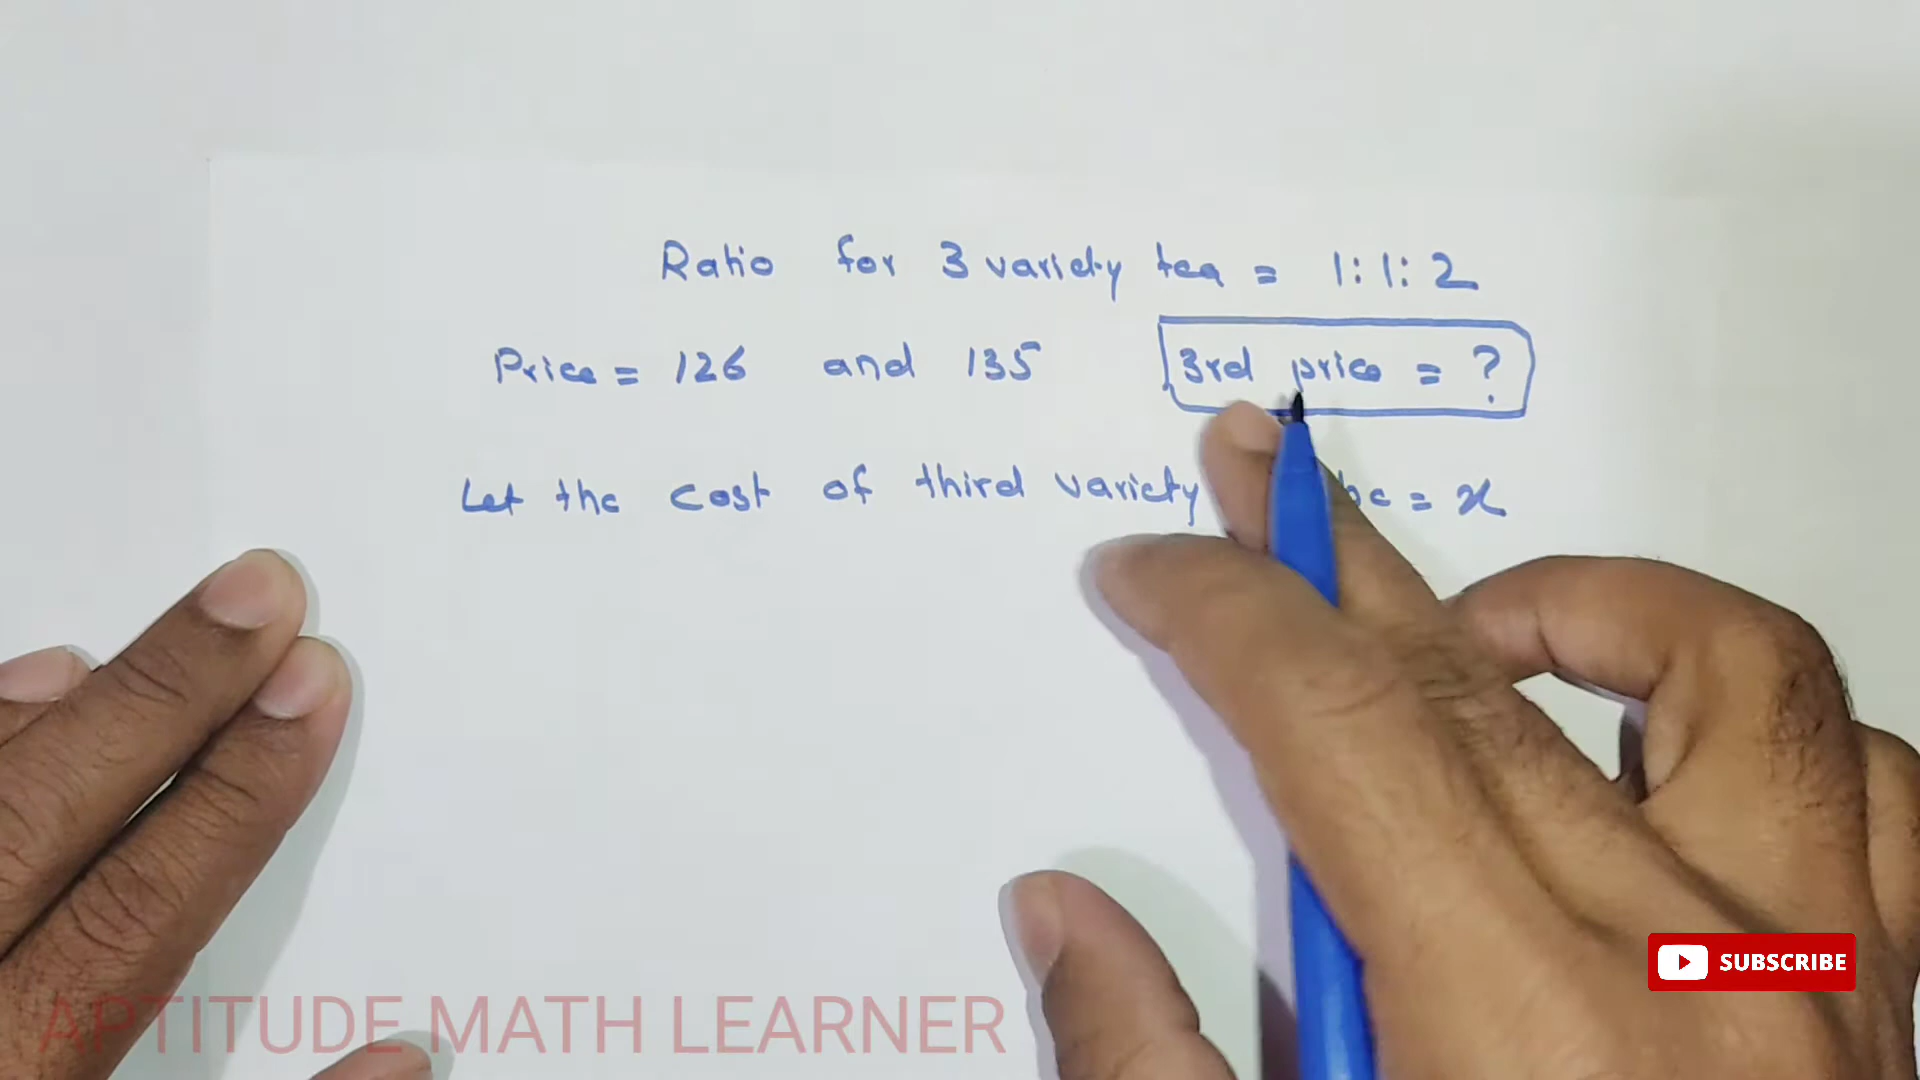 Ratio for 3 variety tea = 1:1:2
Price = 126 and 135 3rd price = ?
Let the cost of third variety = x
APTITUDE MATH LEARNER
SUBSCRIBE